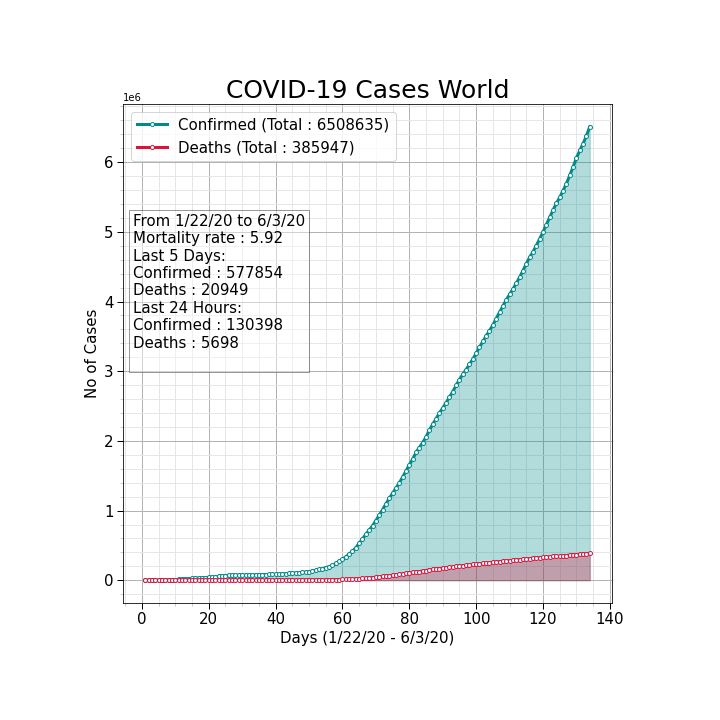 COVID-19 Cases World
1e6
Confirmed (Total : 6508635)
Deaths (Total : 385947)
From 1/22/20 to 6/3/20
Mortality rate : 5.92
Last 5 Days:
Confirmed : 577854
Deaths : 20949
Last 24 Hours:
Confirmed : 130398
Deaths : 5698
No of Cases
6
5
4
3
2
1
0
0 20 40 60 80 100 120 140
Days (1/22/20 - 6/3/20)